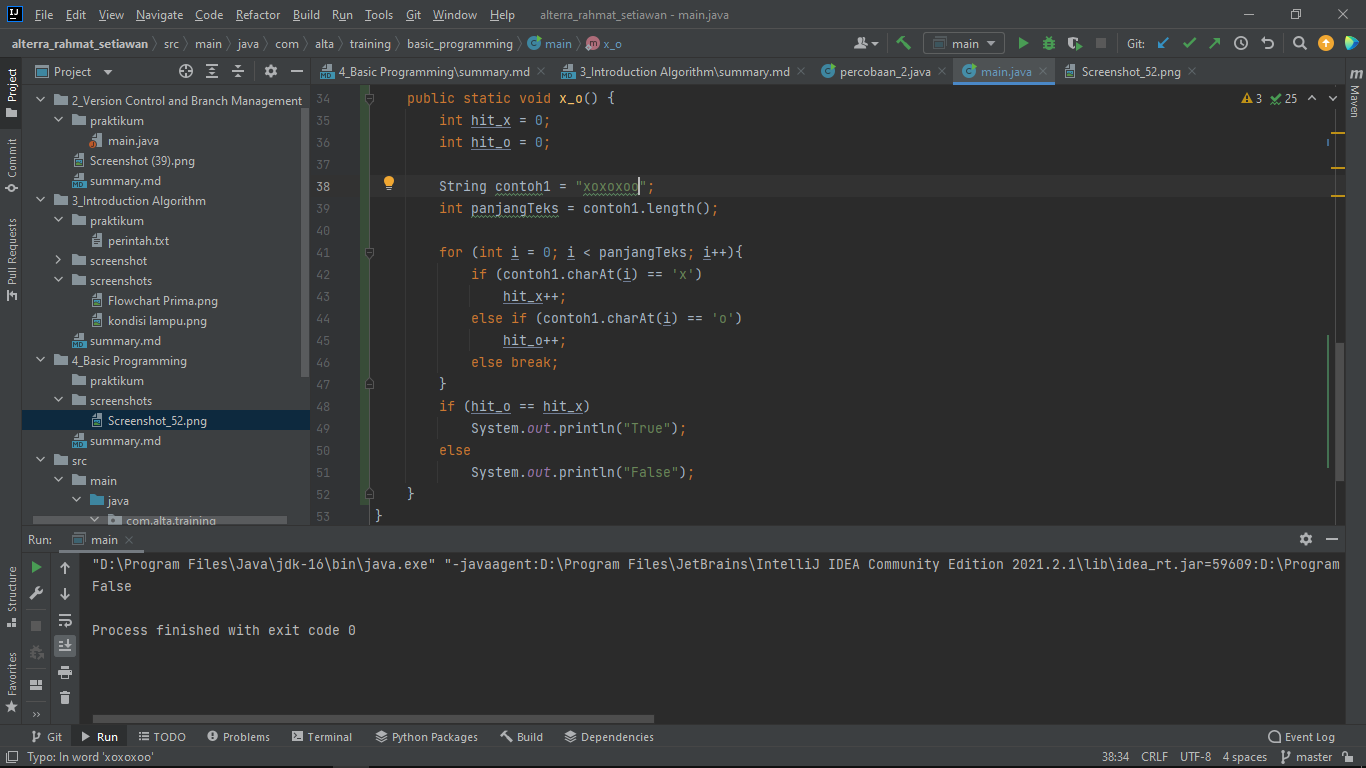 File Edit View Navigate Code Refactor Build Run Tools Git Window Help alterra_rahmat_setiawan - main.java
alterra_rahmat_setiawan src main java com alta training basic_programming main x_o main Git:
Project 4_Basic Programming\summary.md 3_Introduction Algorithm\summary.md percobaan_2.java main.java Screenshot_52.png
Project
Commit
Pull Requests
Structure
Favorites
Maven
2_Version Control and Branch Management
praktikum
main.java
Screenshot (39).png
summary.md
3_Introduction Algorithm
praktikum
perintah.txt
screenshot
screenshots
Flowchart Prima.png
kondisi lampu.png
summary.md
4_Basic Programming
praktikum
screenshots
Screenshot_52.png
summary.md
src
main
java
com.alta.training
3 25
34 public static void x_o() {
35 int hit_x = 0;
36 int hit_o = 0;
37
38 String contoh1 = "xoxoxoo";
39 int panjangTeks = contoh1.length();
40
41 for (int i = 0; i < panjangTeks; i++){
42 if (contoh1.charAt(i) == 'x')
43 hit_x++;
44 else if (contoh1.charAt(i) == 'o')
45 hit_o++;
46 else break;
47 }
48 if (hit_o == hit_x)
49 System.out.println("True");
50 else
51 System.out.println("False");
52 }
53 }
Run: main
"D:\Program Files\Java\jdk-16\bin\java.exe" "-javaagent:D:\Program Files\JetBrains\IntelliJ IDEA Community Edition 2021.2.1\lib\idea_rt.jar=59609:D:\Program
False
Process finished with exit code 0
Git Run TODO Problems Terminal Python Packages Build Dependencies Event Log
Typo: In word 'xoxoxoo' 38:34 CRLF UTF-8 4 spaces master